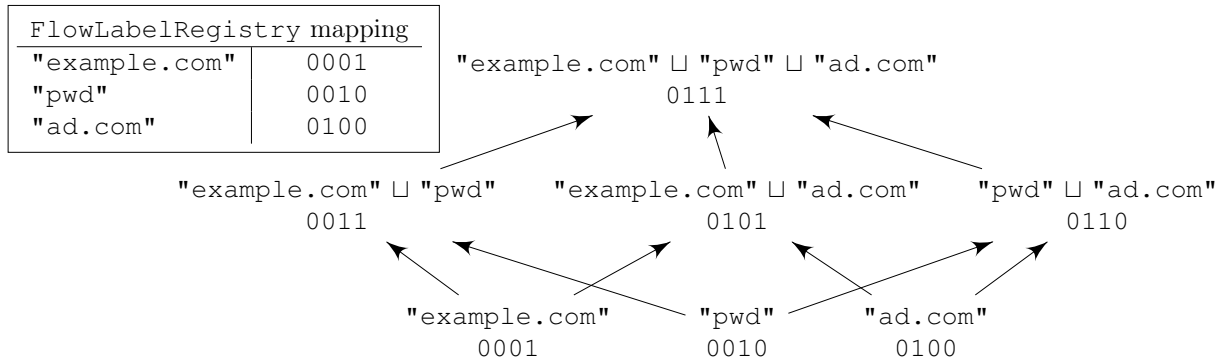 FlowLabelRegistry mapping
"example.com" 0001
"pwd" 0010
"ad.com" 0100
"example.com" ⊔ "pwd" ⊔ "ad.com"
0111
"example.com" ⊔ "pwd" "example.com" ⊔ "ad.com" "pwd" ⊔ "ad.com"
0011 0101 0110
"example.com" "pwd" "ad.com"
0001 0010 0100